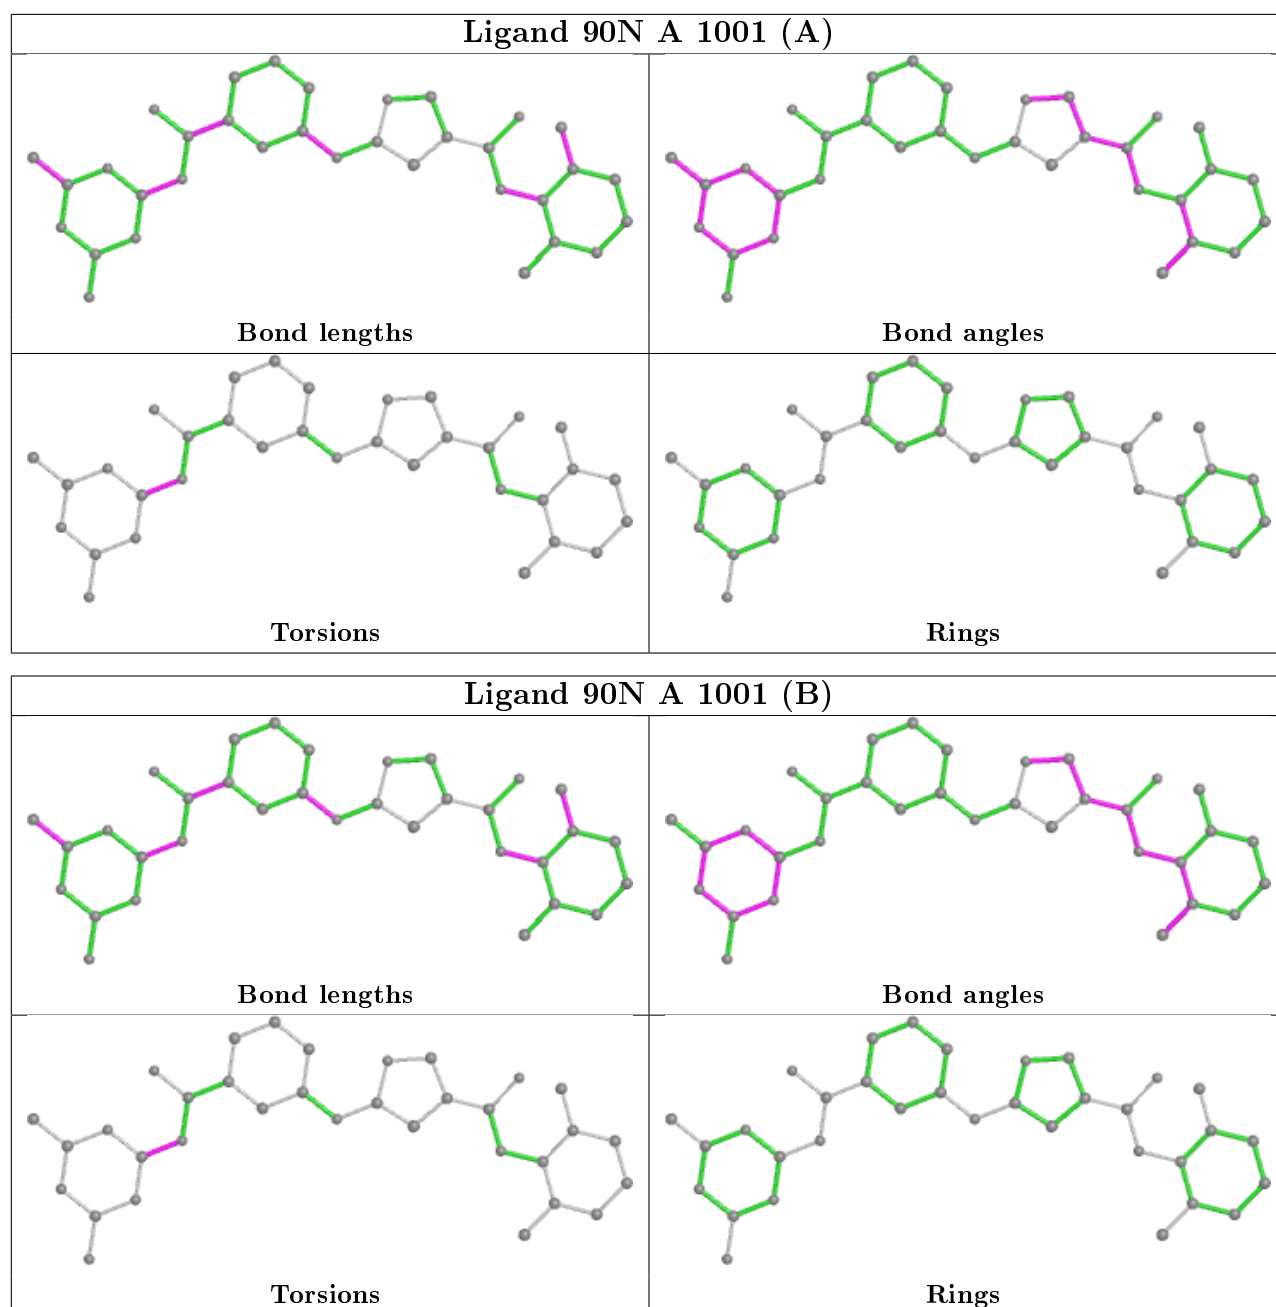 Ligand 90N A 1001 (A)
Bond lengths
Bond angles
Torsions
Rings
Ligand 90N A 1001 (B)
Bond lengths
Bond angles
Torsions
Rings